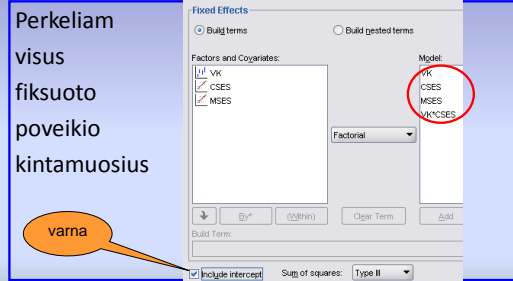 Perkeliam
visus
fiksuoto
poveikio
kintamuosius
varna
Fixed Effects
Build terms
Build nested terms
Factors and Covariates:
Model:
VK
CSES
MSES
VK
CSES
MSES
VK*CSES
Factorial
By*
(Within)
Clear Term
Add
Build Term:
Include intercept
Sum of squares:
Type III